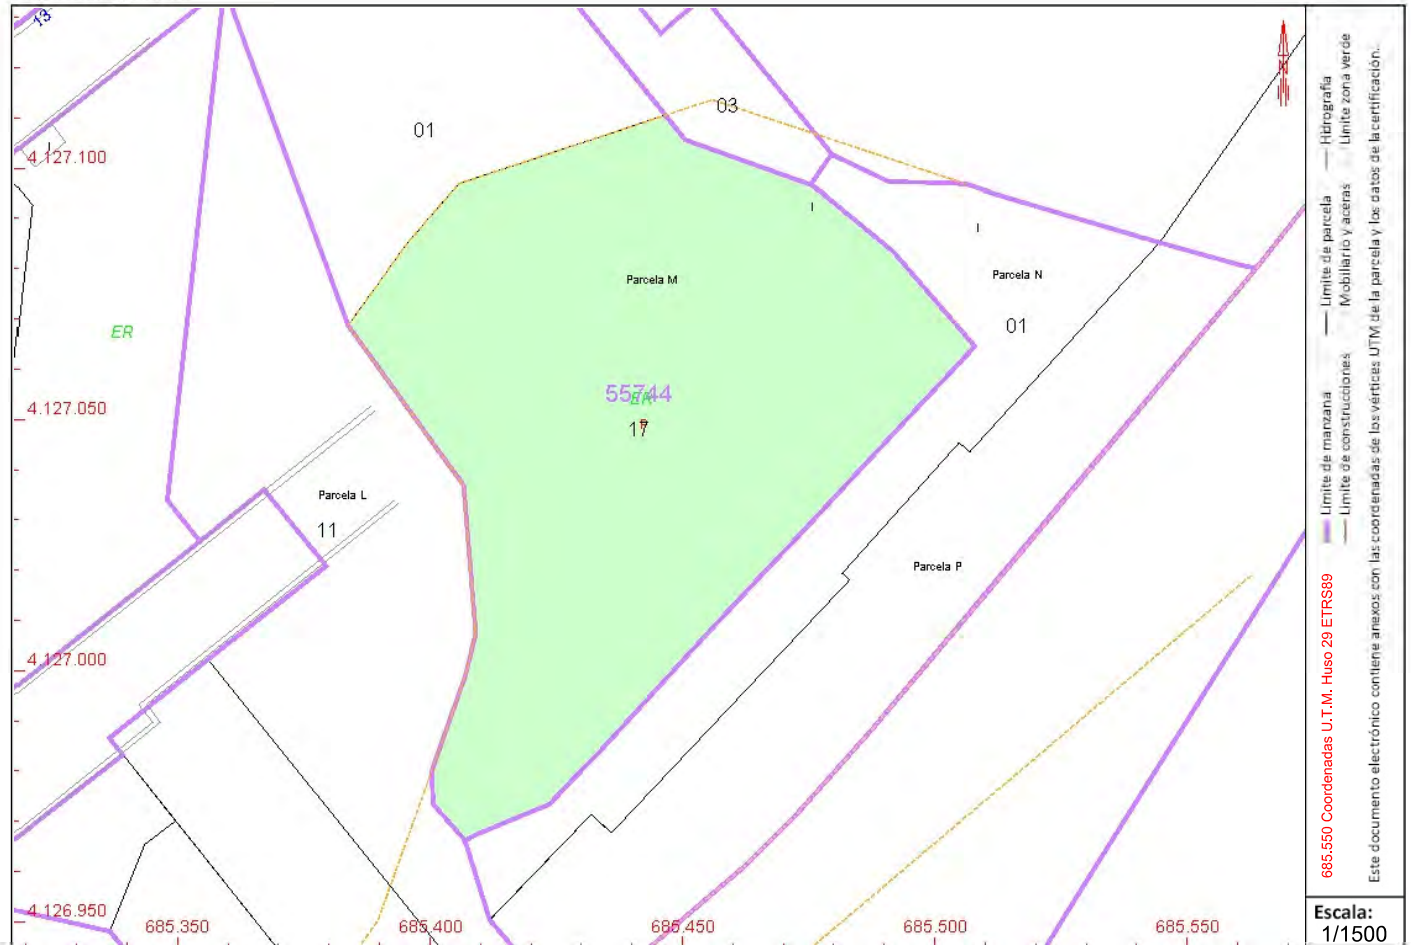 13
01
03
4.127.100
Parcela M
Parcela N
01
ER
55744
ER
17
4.127.050
Parcela L
11
Parcela P
4.127.000
4.126.950
685.350
685.400
685.450
685.500
685.550
Límite de manzana
Límite de parcela
Hidrografía
Límite de construcciones
Mobiliario y aceras
Límite zona verde
Este documento electrónico contiene anexos con las coordenadas de los vértices UTM de la parcela y los datos de lacertificación..
685.550 Coordenadas U.T.M. Huso 29 ETRS89
Escala:
1/1500